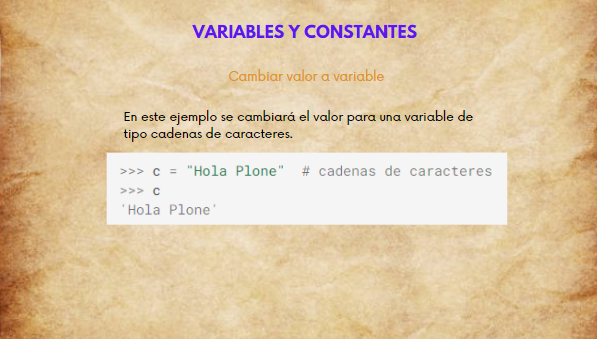 VARIABLES Y CONSTANTES
Cambiar valor a variable
En este ejemplo se cambiará el valor para una variable de
tipo cadenas de caracteres.
>>> c = "Hola Plone"  # cadenas de caracteres
>>> c
'Hola Plone'